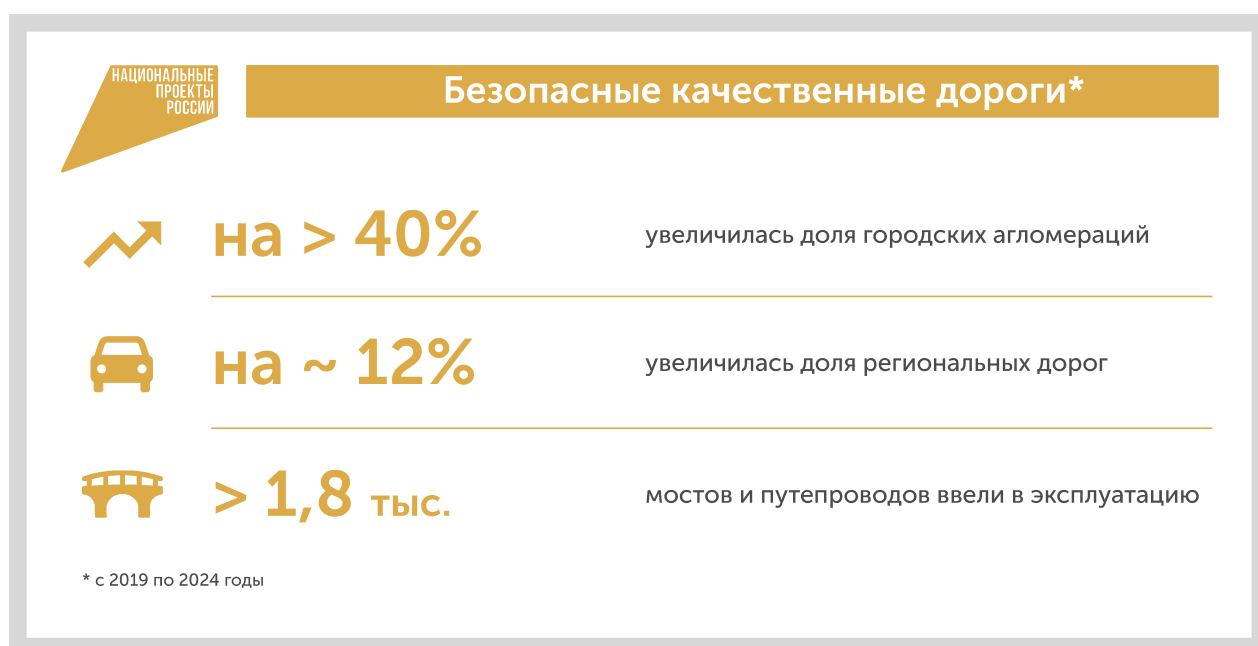 НАЦИОНАЛЬНЫЕ
ПРОЕКТЫ
РОССИИ
Безопасные качественные дороги*
на > 40%
увеличилась доля городских агломераций
на ~ 12%
увеличилась доля региональных дорог
> 1,8 тыс.
мостов и путепроводов ввели в эксплуатацию
* с 2019 по 2024 годы